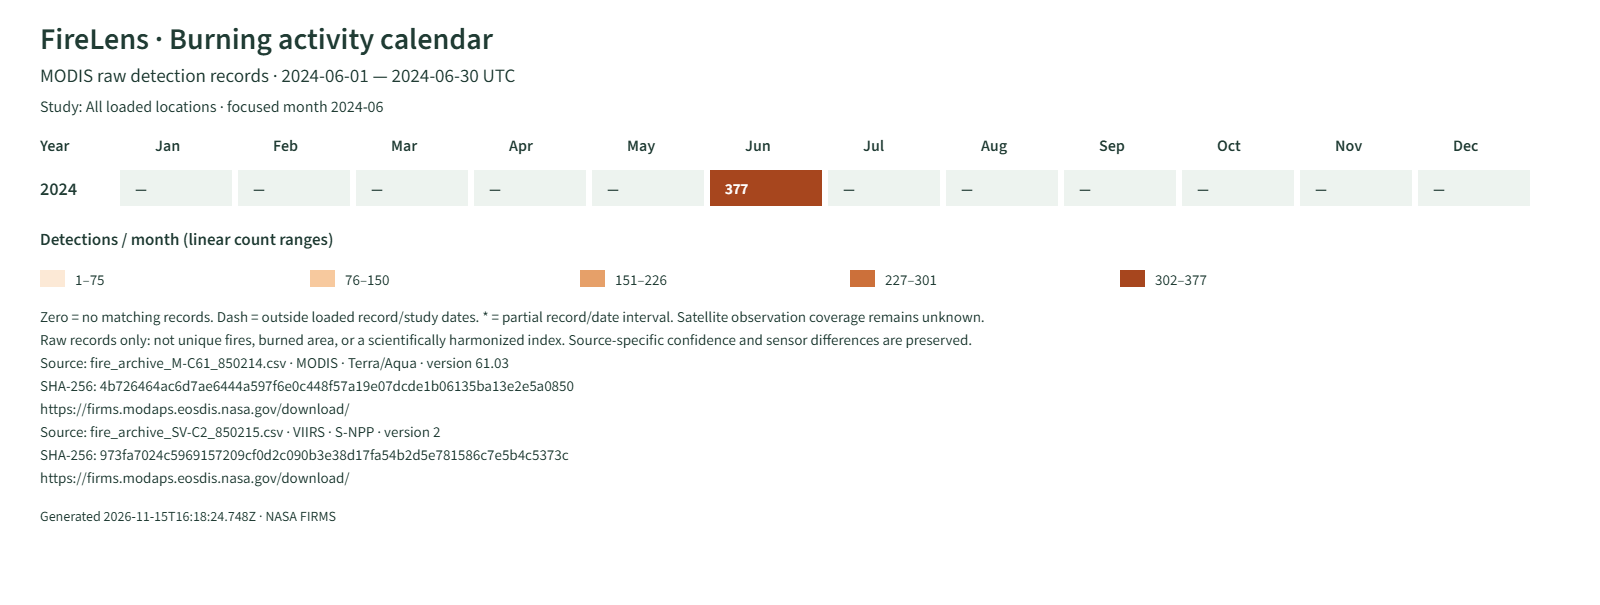 FireLens · Burning activity calendar
MODIS raw detection records · 2024-06-01 — 2024-06-30 UTC
Study: All loaded locations · focused month 2024-06
Year Jan Feb Mar Apr May Jun Jul Aug Sep Oct Nov Dec
2024 — — — — — 377 — — — — — —
Detections / month (linear count ranges)
1–75 76–150 151–226 227–301 302–377
Zero = no matching records. Dash = outside loaded record/study dates. * = partial record/date interval. Satellite observation coverage remains unknown.
Raw records only: not unique fires, burned area, or a scientifically harmonized index. Source-specific confidence and sensor differences are preserved.
Source: fire_archive_M-C61_850214.csv · MODIS · Terra/Aqua · version 61.03
SHA-256: 4b726464ac6d7ae6444a597f6e0c448f57a19e07dcde1b06135ba13e2e5a0850
https://firms.modaps.eosdis.nasa.gov/download/
Source: fire_archive_SV-C2_850215.csv · VIIRS · S-NPP · version 2
SHA-256: 973fa7024c5969157209cf0d2c090b3e38d17fa54b2d5e781586c7e5b4c5373c
https://firms.modaps.eosdis.nasa.gov/download/
Generated 2026-11-15T16:18:24.748Z · NASA FIRMS